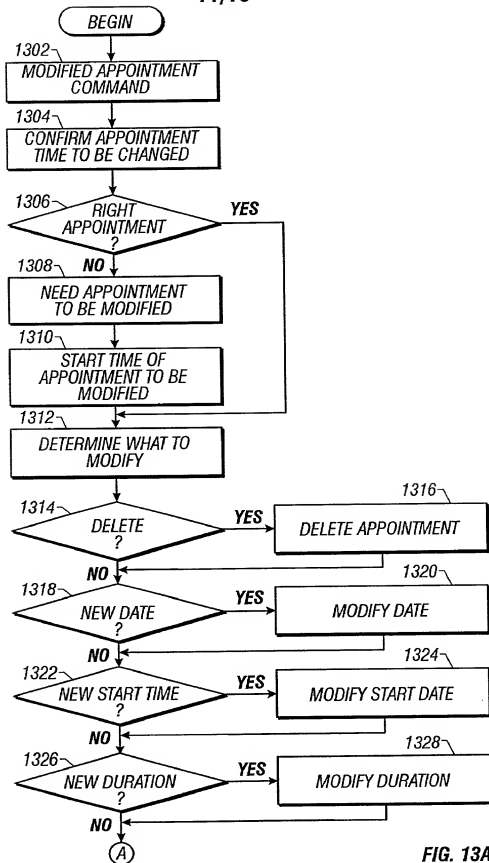 BEGIN
1302
MODIFIED APPOINTMENT
COMMAND
1304
CONFIRM APPOINTMENT
TIME TO BE CHANGED
1306
RIGHT
APPOINTMENT
?
YES
NO
1308
NEED APPOINTMENT
TO BE MODIFIED
1310
START TIME OF
APPOINTMENT TO BE
MODIFIED
1312
DETERMINE WHAT TO
MODIFY
1314
DELETE
?
YES
1316
DELETE APPOINTMENT
NO
1318
NEW DATE
?
YES
1320
MODIFY DATE
NO
1322
NEW START TIME
?
YES
1324
MODIFY START DATE
NO
1326
NEW DURATION
?
YES
1328
MODIFY DURATION
NO
A
FIG. 13A